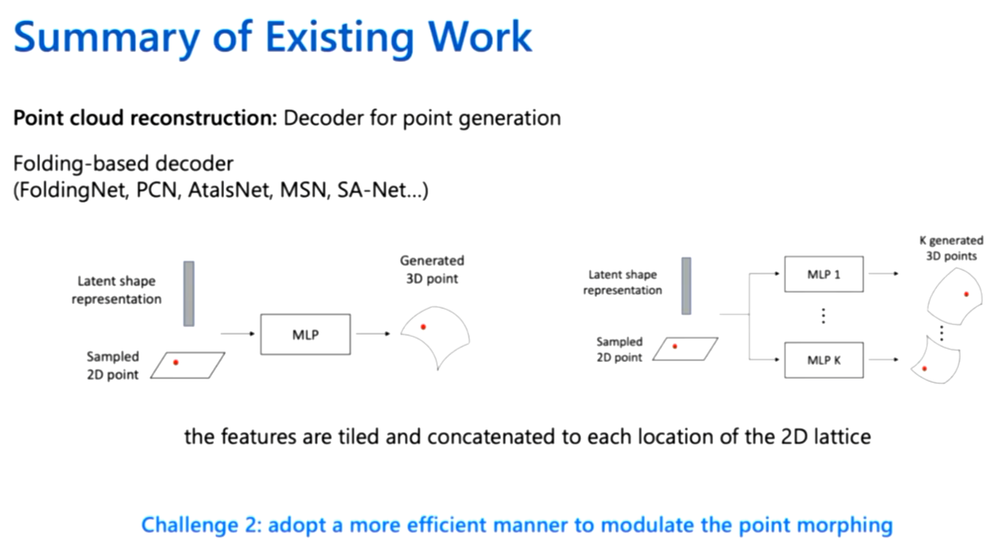 Summary of Existing Work
Point cloud reconstruction: Decoder for point generation
Folding-based decoder
(FoldingNet, PCN, AtalsNet, MSN, SA-Net...)
Latent shape
representation
Sampled
2D point
MLP
Generated
3D point
Latent shape
representation
Sampled
2D point
MLP 1
⋮
MLP K
K generated
3D points
⋮
the features are tiled and concatenated to each location of the 2D lattice
Challenge 2: adopt a more efficient manner to modulate the point morphing